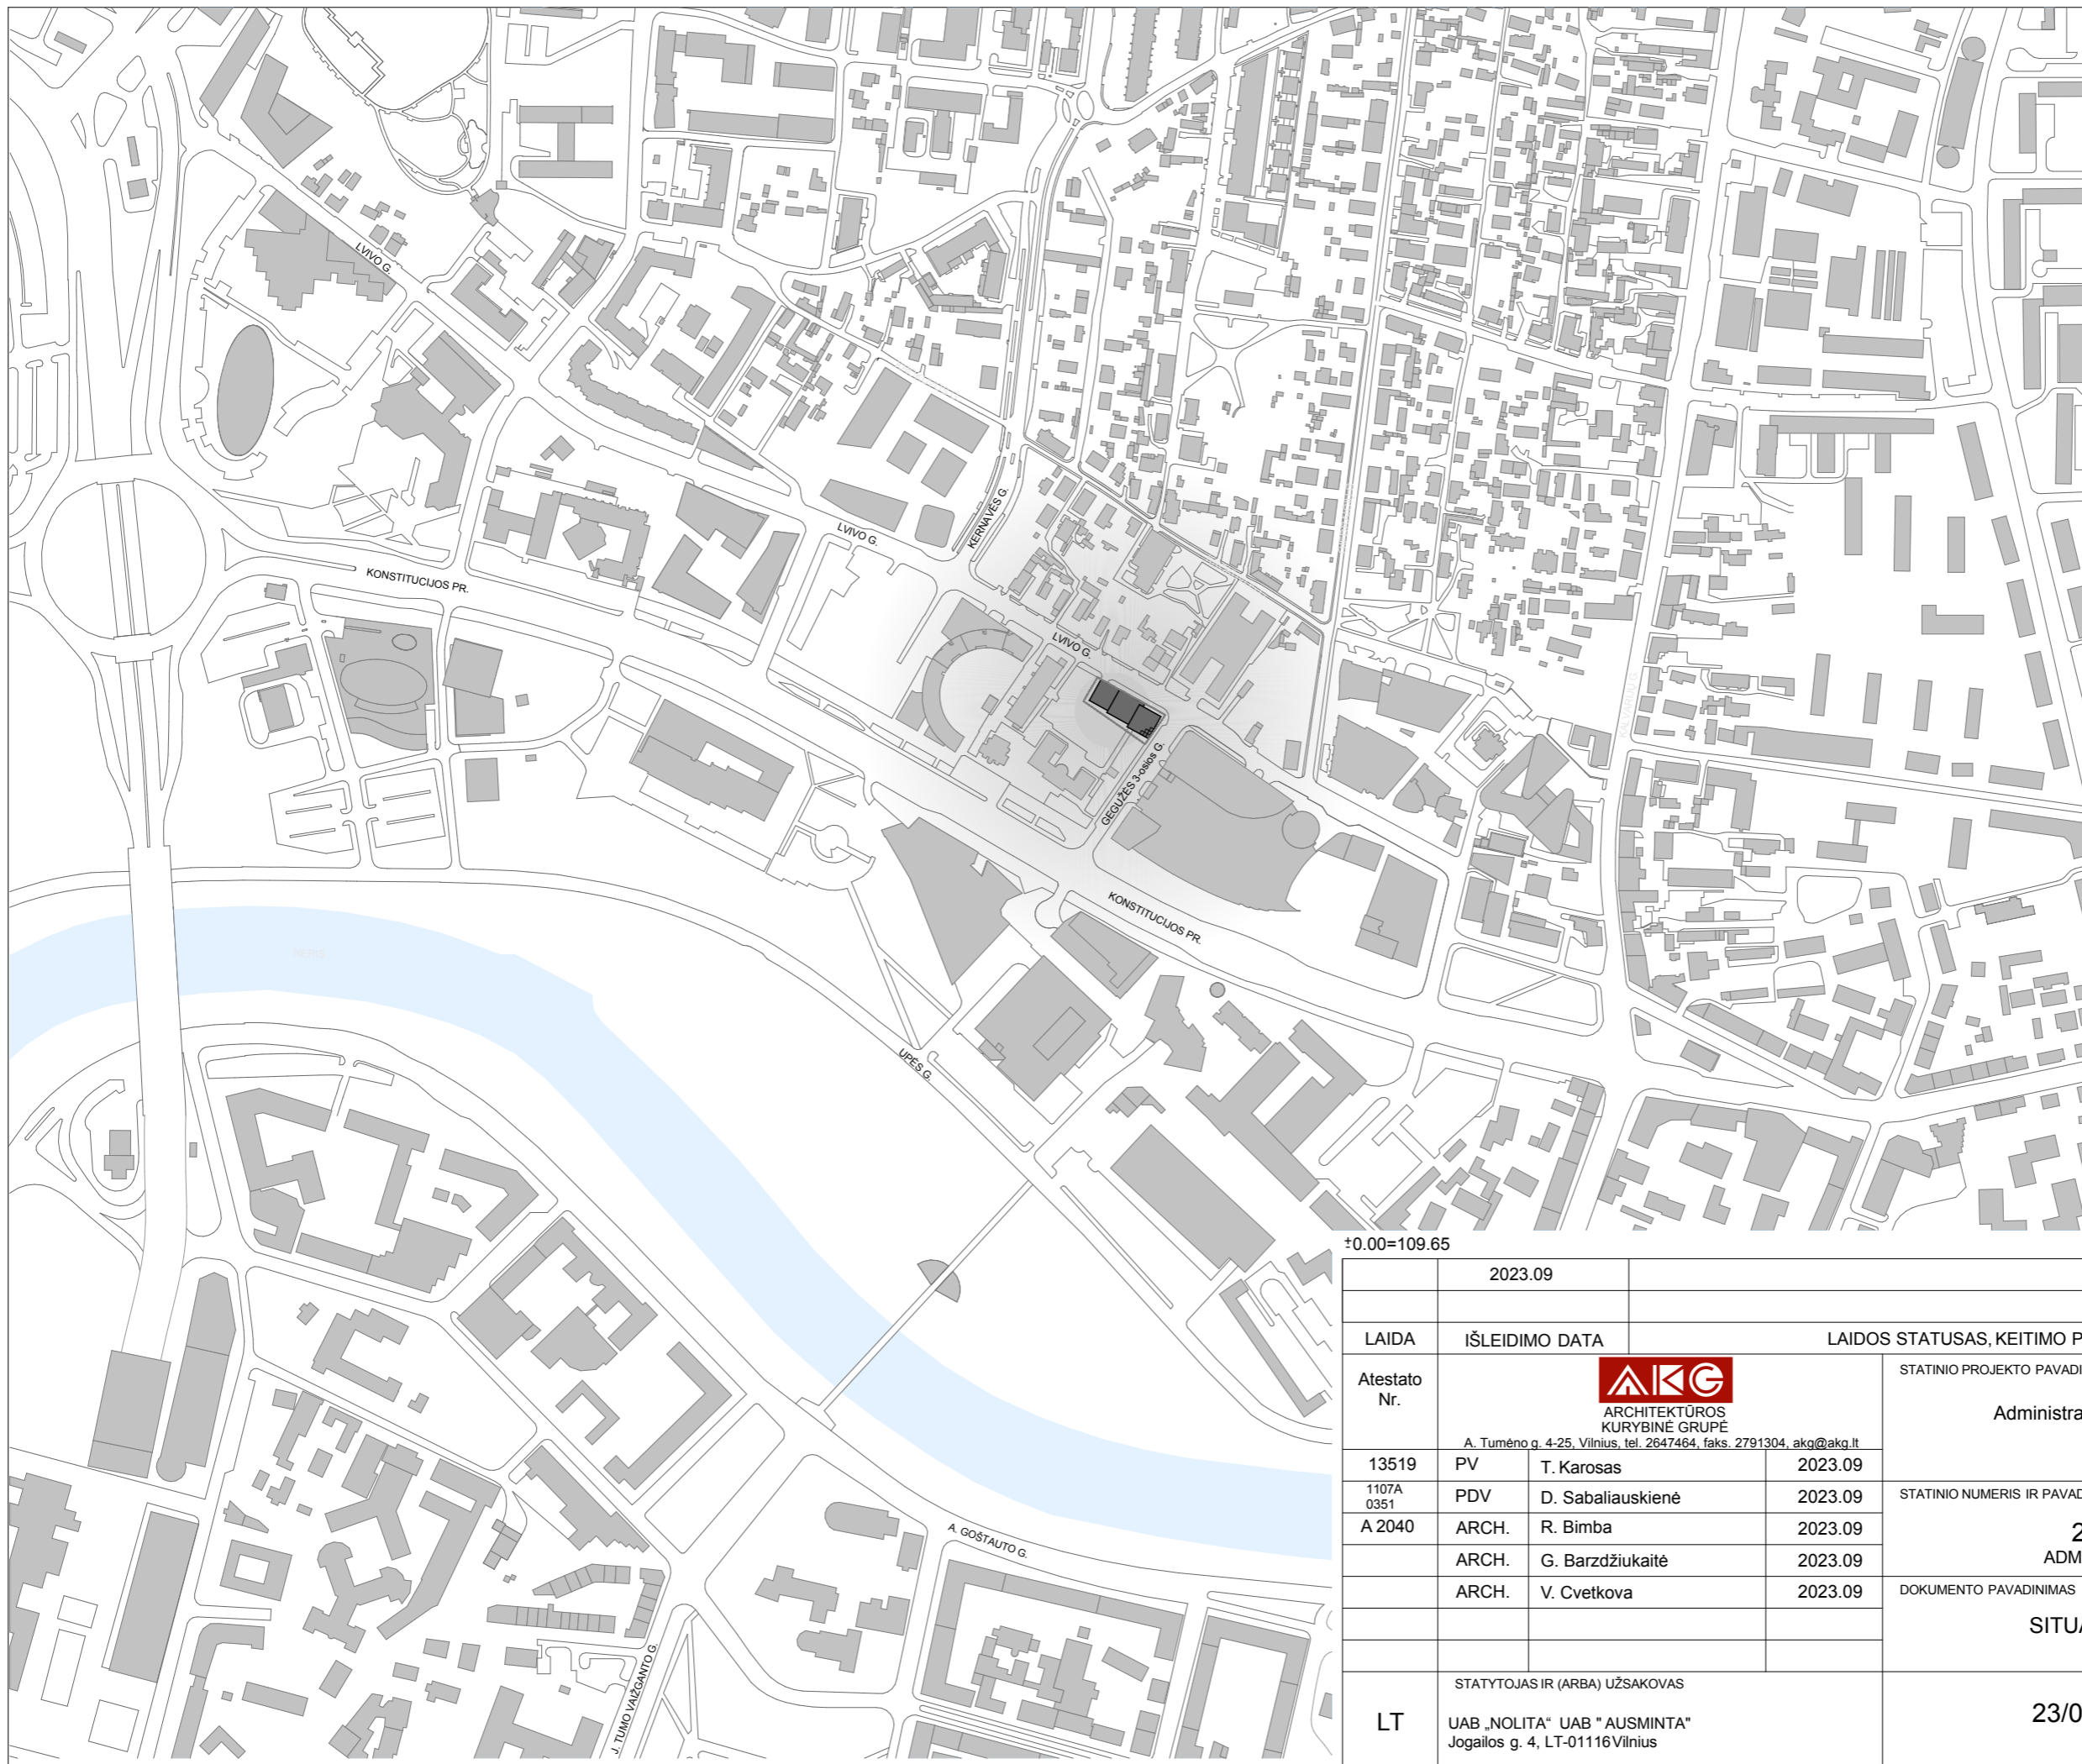 LVIVO G.
KERNAVĖS G.
LVIVO G.
KONSTITUCIJOS PR.
LVIVO G.
GEGUŽĖS 3-osios G.
KALVARIJŲ G.
KONSTITUCIJOS PR.
NERIS
UPĖS G.
A. GOŠTAUTO G.
J. TUMO VAIŽGANTO G.
±0.00=109.65
2023.09
LAIDA IŠLEIDIMO DATA LAIDOS STATUSAS, KEITIMO P
Atestato
Nr.
AKG
ARCHITEKTŪROS
KURYBINĖ GRUPĖ
A. Tumėno g. 4-25, Vilnius, tel. 2647464, faks. 2791304, akg@akg.lt
STATINIO PROJEKTO PAVADI
Administra
13519 PV T. Karosas 2023.09
1107A
0351 PDV D. Sabaliauskienė 2023.09
STATINIO NUMERIS IR PAVAD
2
ADM
A 2040 ARCH. R. Bimba 2023.09
ARCH. G. Barzdžiukaitė 2023.09
ARCH. V. Cvetkova 2023.09
DOKUMENTO PAVADINIMAS
SITUA
LT
STATYTOJAS IR (ARBA) UŽSAKOVAS
UAB „NOLITA“ UAB " AUSMINTA"
Jogailos g. 4, LT-01116 Vilnius
23/0